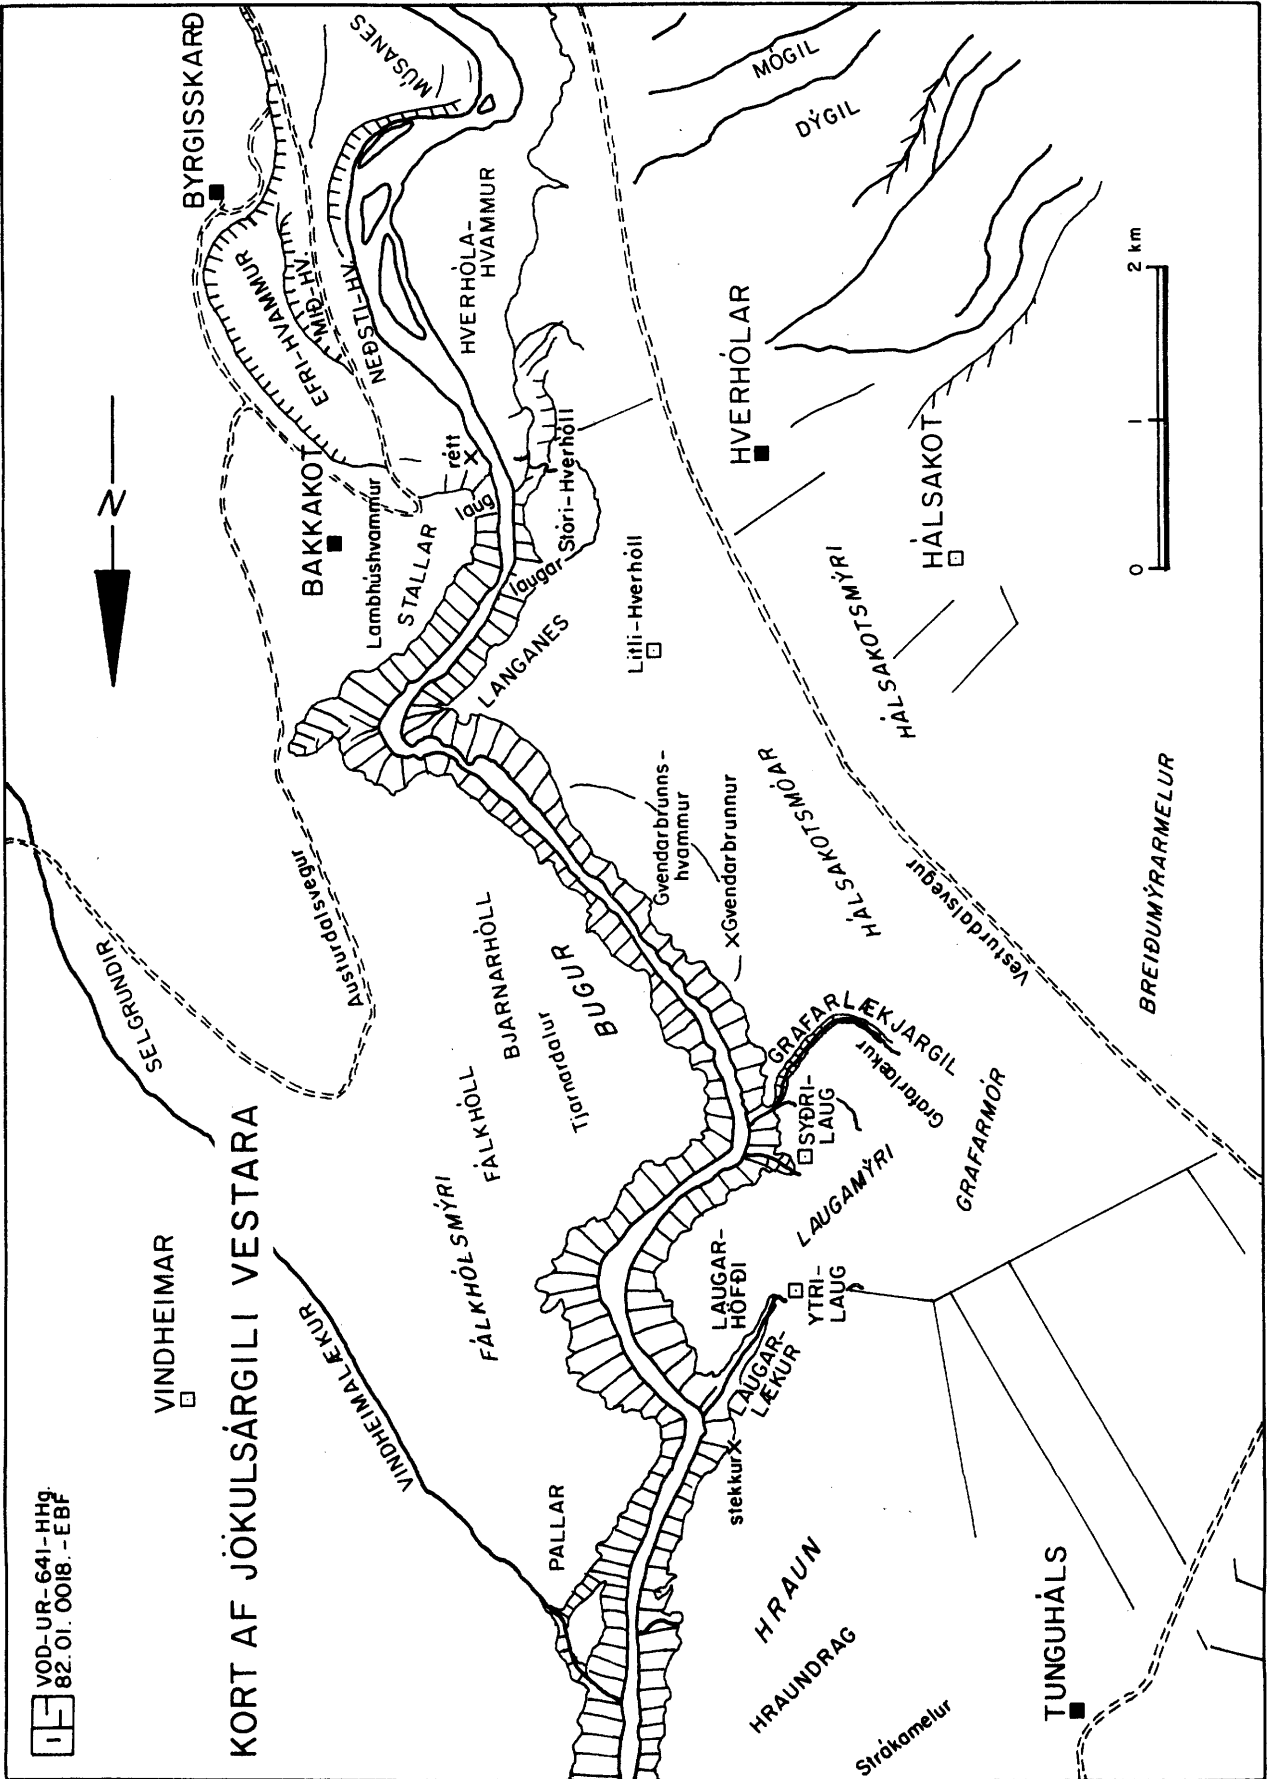 VOD-UR-641-HHg.
82.01.0018.-EBF
KORT AF JÖKULSÁRGILI VESTARA
VINDHEIMAR
VINDHEIMALÆKUR
SELGRUNDIR
Austurdalsvegur
BYRGISSKARÐ
BAKKAKOT
MÚSANES
EFRI-HVAMMUR
MIÐ-HV.
NEÐSTI-HV.
HVERHÓLA-
HVAMMUR
Lambhúshvammur
STALLAR
rétt
laug
laugar
Stóri-Hverhóll
LANGANES
Litli-Hverhóll
MÓGIL
DÝGIL
HVERHÓLAR
HÁLSAKOT
HÁLSAKOTSMÝRI
HÁLSAKOTSMÓAR
0 1 2 km
N
PALLAR
FÁLKHÓLSMÝRI
FÁLKHÓLL
BJARNARHÓLL
Tjarnardalur
BUGUR
Gvendarbrunns-
hvammur
Gvendarbrunnur
Vesturdalsvegur
BREIÐUMÝRARMELUR
GRAFARLÆKJARGIL
Grafarlækur
GRAFARMÓR
SYÐRI-
LAUG
LAUGAMÝRI
LAUGAR-
HÖFÐI
YTRI-
LAUG
LAUGAR-
LÆKUR
stekkur
HRAUN
HRAUNDRAG
Strákamelur
TUNGUHÁLS